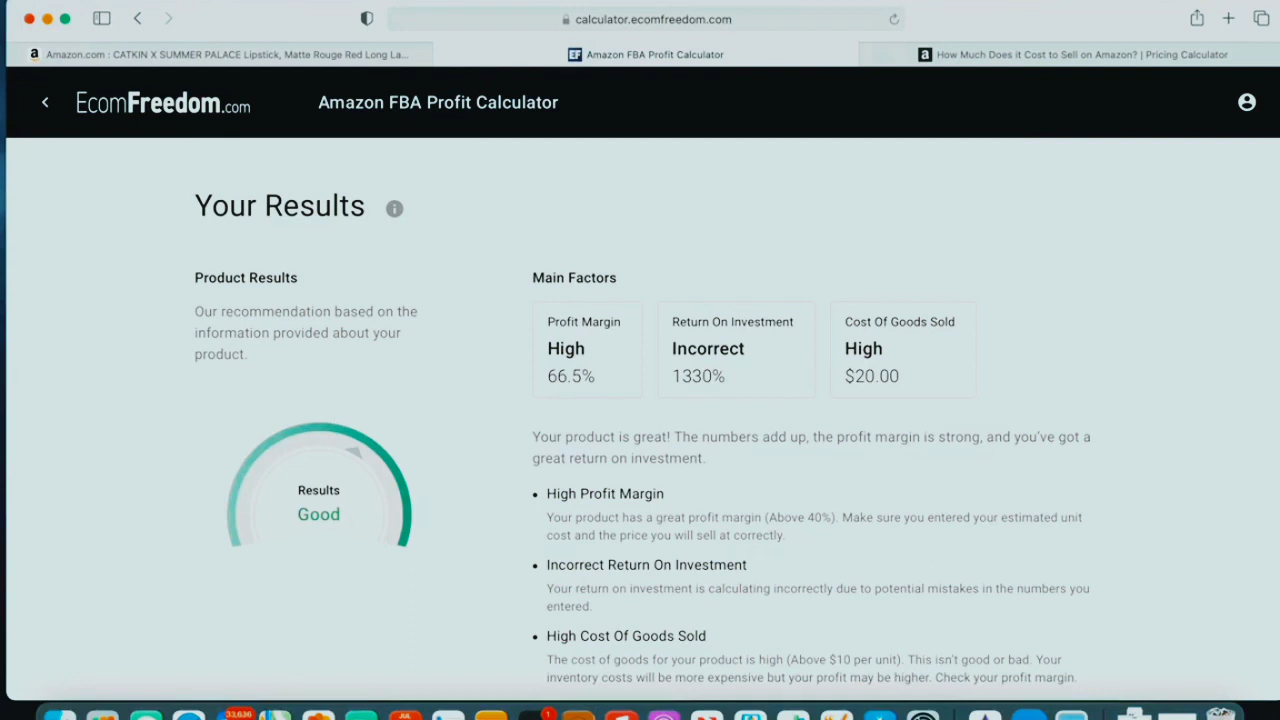 calculator.ecomfreedom.com
Amazon.com : CATKIN X SUMMER PALACE Lipstick, Matte Rouge Red Long La...
Amazon FBA Profit Calculator
How Much Does it Cost to Sell on Amazon? | Pricing Calculator
EcomFreedom.com
Amazon FBA Profit Calculator
Your Results
Product Results
Our recommendation based on the
information provided about your
product.
Results
Good
Main Factors
Profit Margin
High
66.5%
Return On Investment
Incorrect
1330%
Cost Of Goods Sold
High
$20.00
Your product is great! The numbers add up, the profit margin is strong, and you've got a
great return on investment.
• High Profit Margin
Your product has a great profit margin (Above 40%). Make sure you entered your estimated unit
cost and the price you will sell at correctly.
• Incorrect Return On Investment
Your return on investment is calculating incorrectly due to potential mistakes in the numbers you
entered.
• High Cost Of Goods Sold
The cost of goods for your product is high (Above $10 per unit). This isn't good or bad. Your
inventory costs will be more expensive but your profit may be higher. Check your profit margin.
33,636
JUL
1